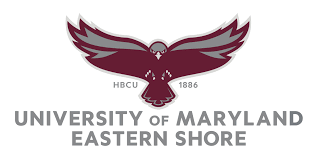 HBCU 1886
UNIVERSITY OF MARYLAND
EASTERN SHORE